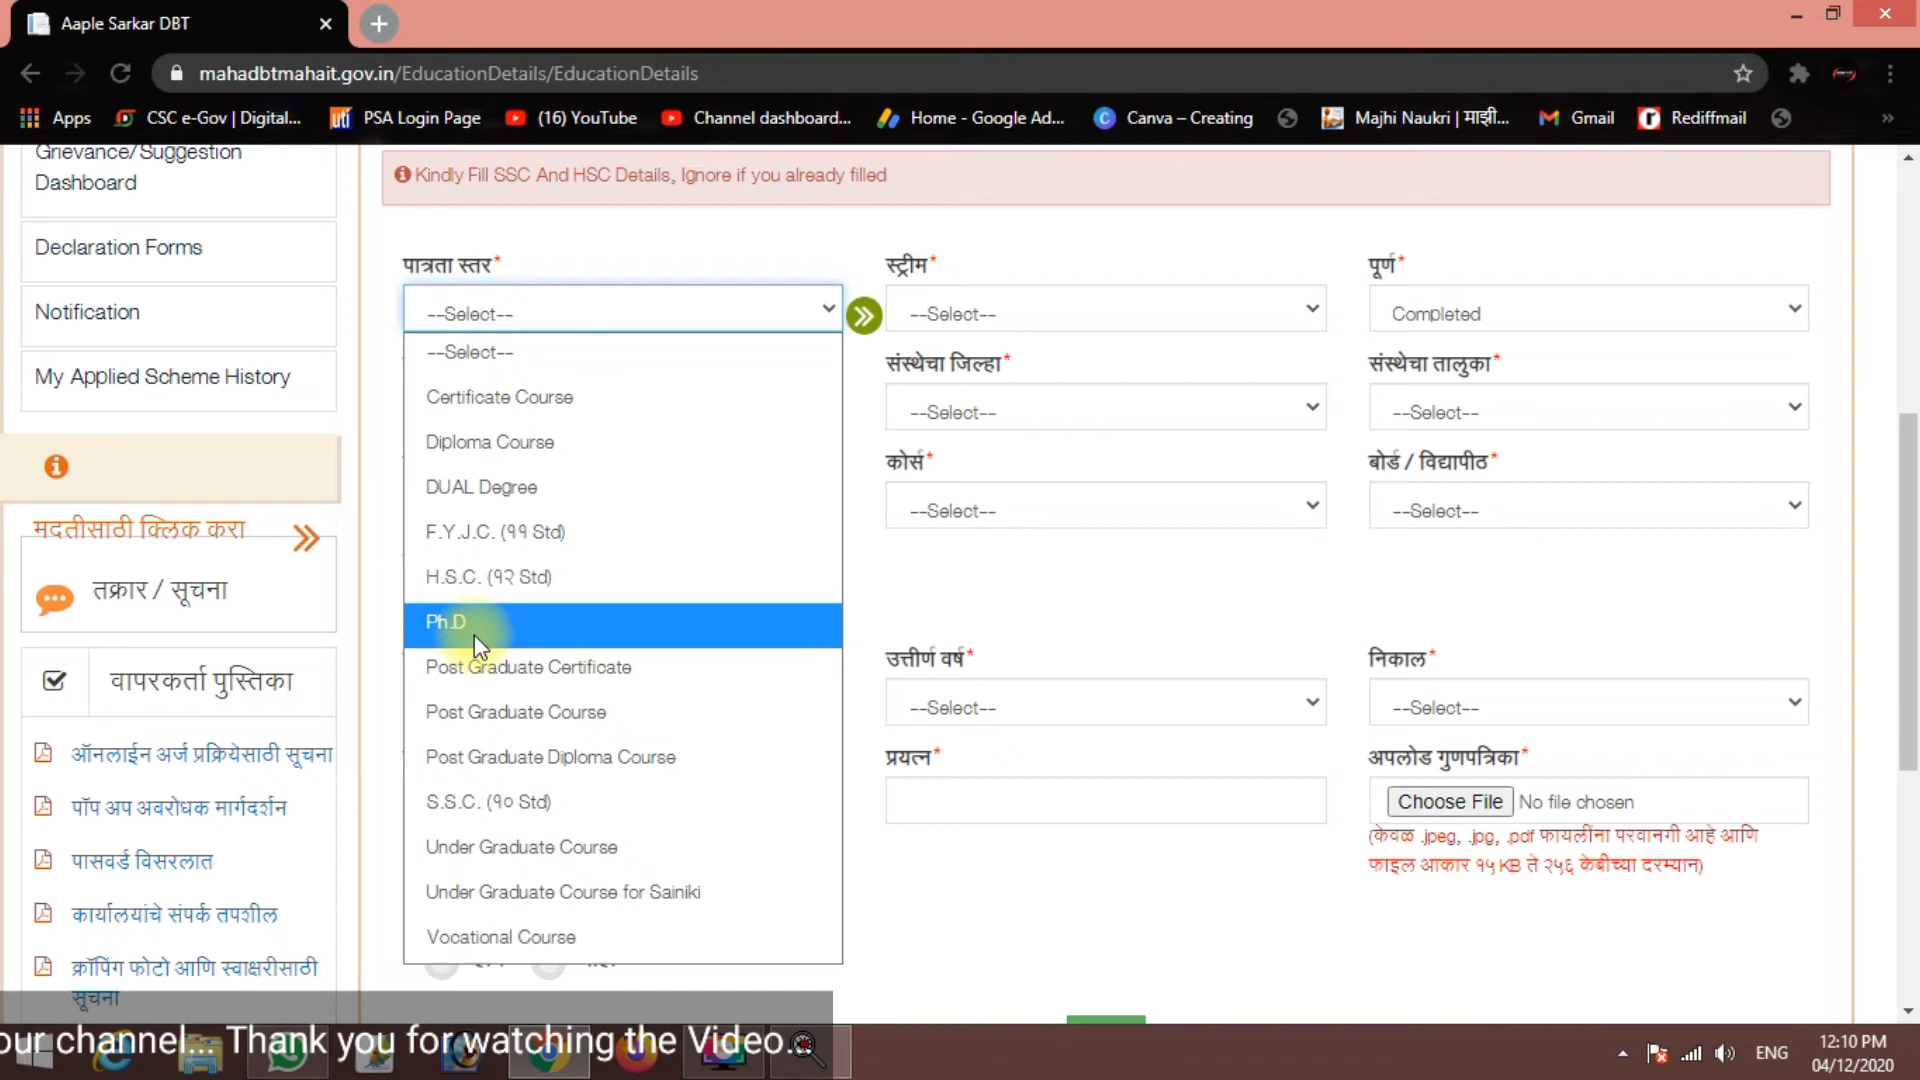 Aaple Sarkar DBT
mahadbtmahait.gov.in/EducationDetails/EducationDetails
Apps CSC e-Gov | Digital... uti PSA Login Page (16) YouTube Channel dashboard... Home - Google Ad... Canva – Creating Majhi Naukri | माझी... Gmail Rediffmail »
Grievance/Suggestion
Dashboard
Declaration Forms
Notification
My Applied Scheme History
मदतीसाठी क्लिक करा
तक्रार / सूचना
वापरकर्ता पुस्तिका
ऑनलाईन अर्ज प्रक्रियेसाठी सूचना
पॉप अप अवरोधक मार्गदर्शन
पासवर्ड विसरलात
कार्यालयांचे संपर्क तपशील
क्रॉपिंग फोटो आणि स्वाक्षरीसाठी
सूचना
Kindly Fill SSC And HSC Details, Ignore if you already filled
पात्रता स्तर*
--Select--
--Select--
Certificate Course
Diploma Course
DUAL Degree
F.Y.J.C. (११ Std)
H.S.C. (१२ Std)
Ph.D
Post Graduate Certificate
Post Graduate Course
Post Graduate Diploma Course
S.S.C. (१० Std)
Under Graduate Course
Under Graduate Course for Sainiki
Vocational Course
स्ट्रीम*
--Select--
पूर्ण*
Completed
संस्थेचा जिल्हा*
--Select--
संस्थेचा तालुका*
--Select--
कोर्स*
--Select--
बोर्ड / विद्यापीठ*
--Select--
उत्तीर्ण वर्ष*
--Select--
निकाल*
--Select--
प्रयत्न*
अपलोड गुणपत्रिका*
Choose File No file chosen
(केवळ .jpeg, .jpg, .pdf फायलींना परवानगी आहे आणि
फाइल आकार १५ KB ते २५६ केबीच्या दरम्यान)
our channel... Thank you for watching the Video...
ENG
12:10 PM
04/12/2020